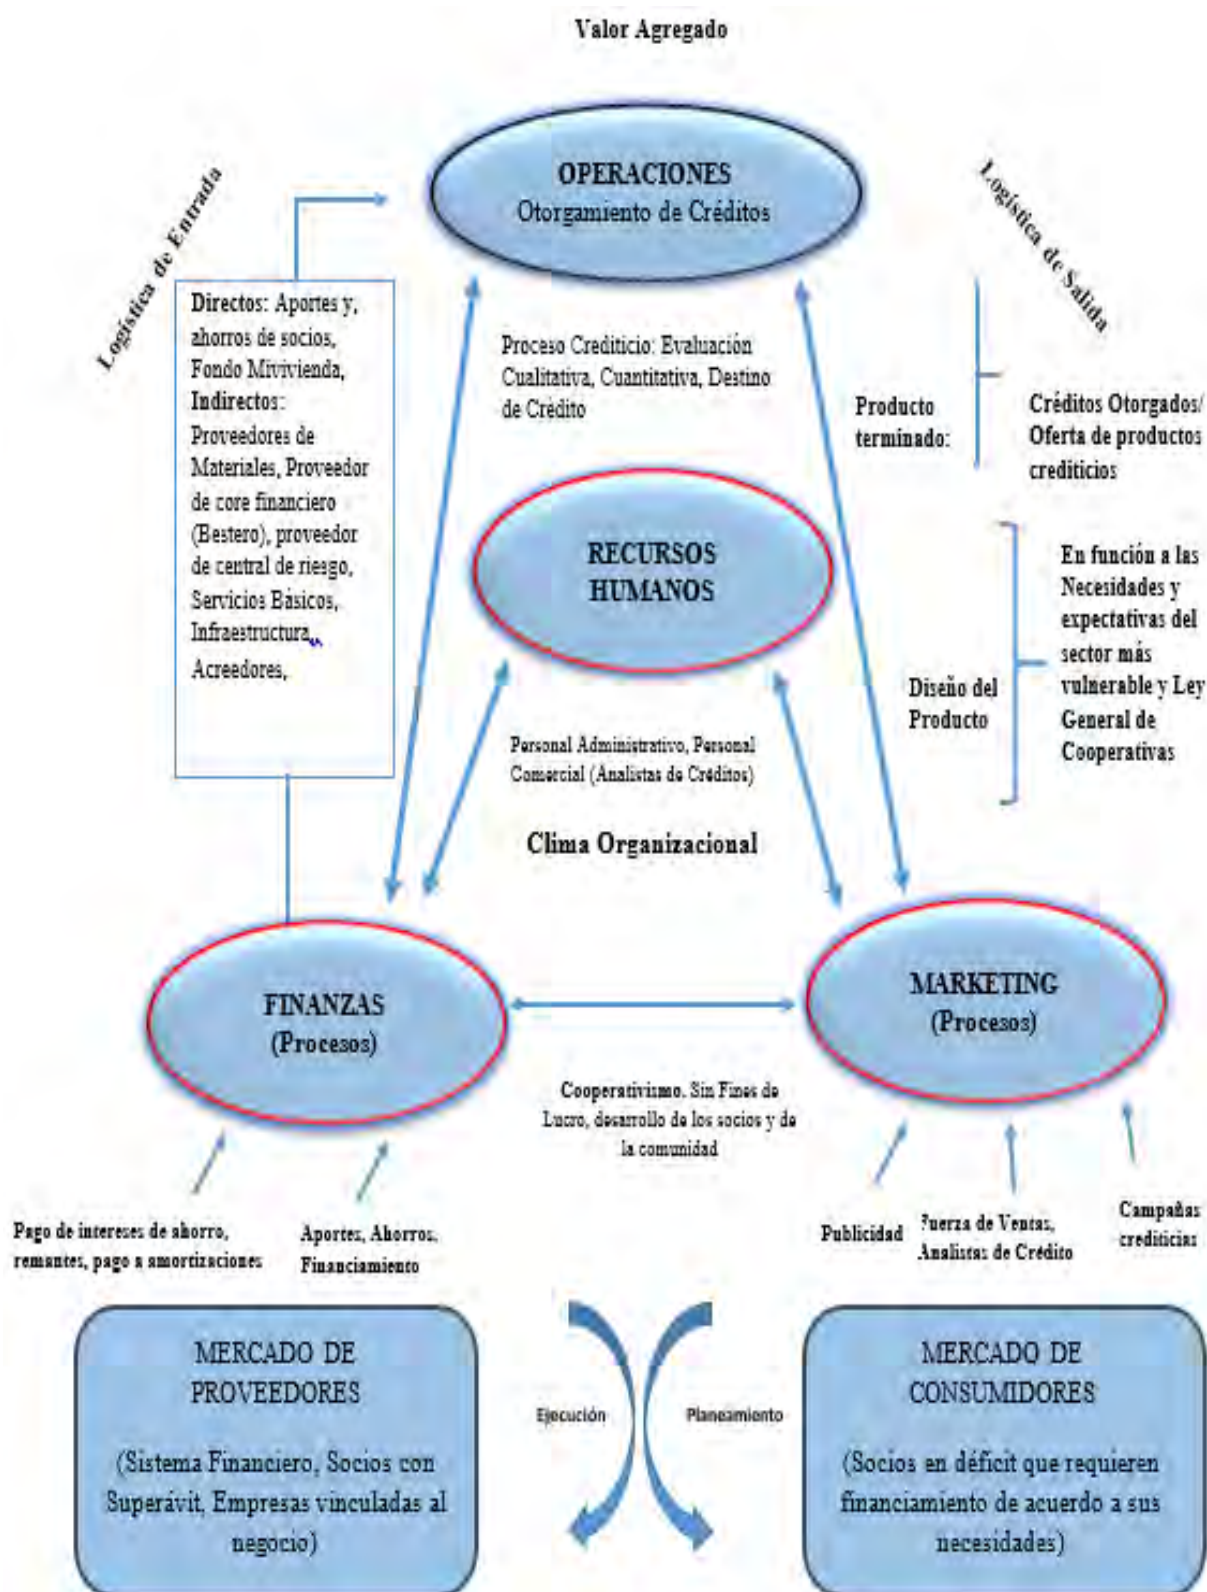 Valor Agregado
OPERACIONES
Otorgamiento de Créditos
Logística de Entrada
Logística de Salida
Directos: Aportes y,
ahorros de socios,
Fondo Mivivienda,
Indirectos:
Proveedores de
Materiales, Proveedor
de core financiero
(Bestero), proveedor
de central de riesgo,
Servicios Básicos,
Infraestructura,
Acreedores,
Proceso Crediticio: Evaluación
Cualitativa, Cuantitativa, Destino
de Crédito
Producto
terminado:
Créditos Otorgados/
Oferta de productos
crediticios
RECURSOS
HUMANOS
En función a las
Necesidades y
expectativas del
sector más
vulnerable y Ley
General de
Cooperativas
Diseño del
Producto
Personal Administrativo, Personal
Comercial (Analistas de Créditos)
Clima Organizacional
FINANZAS
(Procesos)
MARKETING
(Procesos)
Cooperativismo. Sin Fines de
Lucro, desarrollo de los socios y de
la comunidad
Pago de intereses de ahorro,
remantes, pago a amortizaciones
Aportes, Ahorros,
Financiamiento
Publicidad
Fuerza de Ventas,
Analistas de Crédito
Campañas
crediticias
MERCADO DE
PROVEEDORES
(Sistema Financiero, Socios con
Superávit, Empresas vinculadas al
negocio)
Ejecución
Planeamiento
MERCADO DE
CONSUMIDORES
(Socios en déficit que requieren
financiamiento de acuerdo a sus
necesidades)